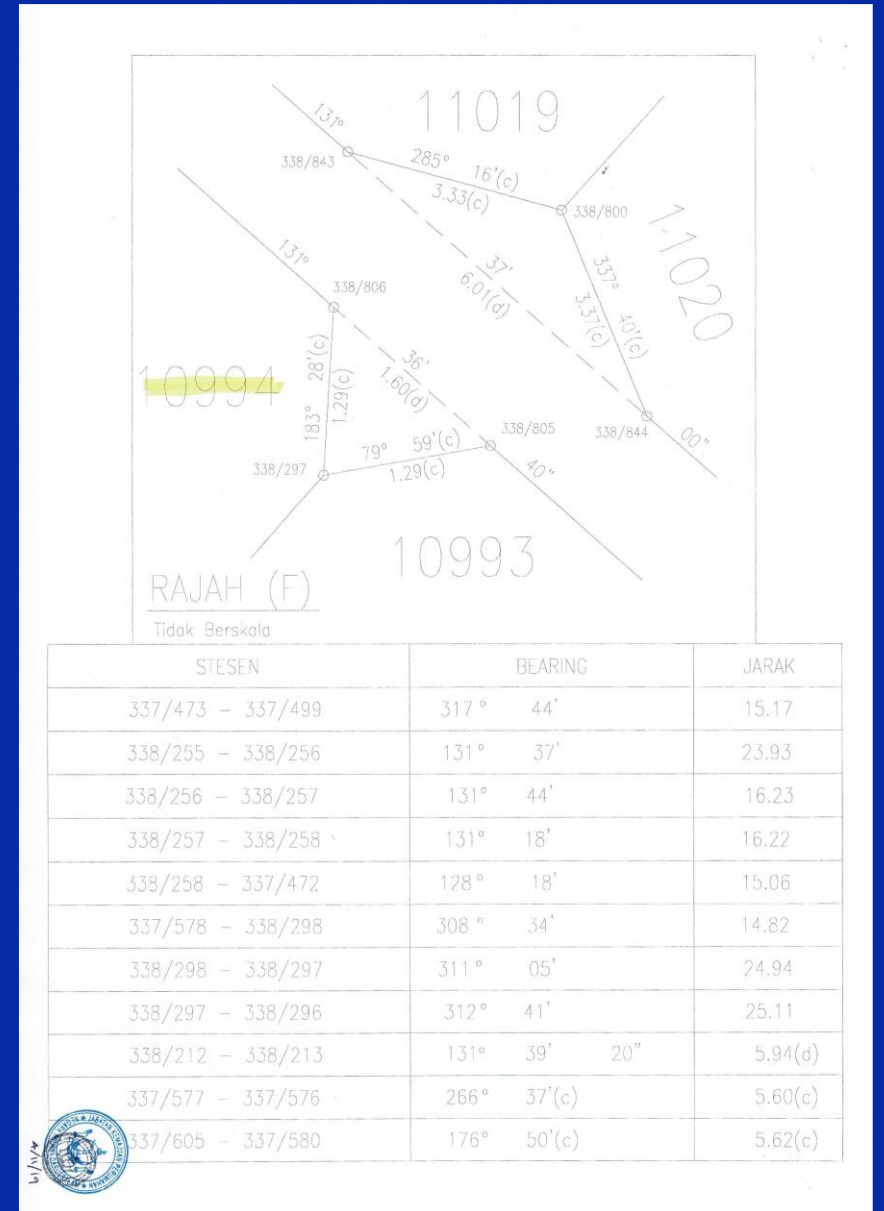 131°
11019
338/843
285° 16'(c)
3.33(c)
338/800
1-1020
131°
37'
6.01(d)
337° 40'(c)
3.37(c)
338/806
10994
183° 28'(c)
1.29(c)
36'
1.60(d)
338/805
338/844
00"
79° 59'(c)
1.29(c)
338/297
40"
10993
RAJAH (F)
Tidak Berskala
STESEN BEARING JARAK
337/473 – 337/499 317° 44' 15.17
338/255 – 338/256 131° 37' 23.93
338/256 – 338/257 131° 44' 16.23
338/257 – 338/258 131° 18' 16.22
338/258 – 337/472 128° 18' 15.06
337/578 – 338/298 308° 34' 14.82
338/298 – 338/297 311° 05' 24.94
338/297 – 338/296 312° 41' 25.11
338/212 – 338/213 131° 39' 20" 5.94(d)
337/577 – 337/576 266° 37'(c) 5.60(c)
337/605 – 337/580 176° 50'(c) 5.62(c)